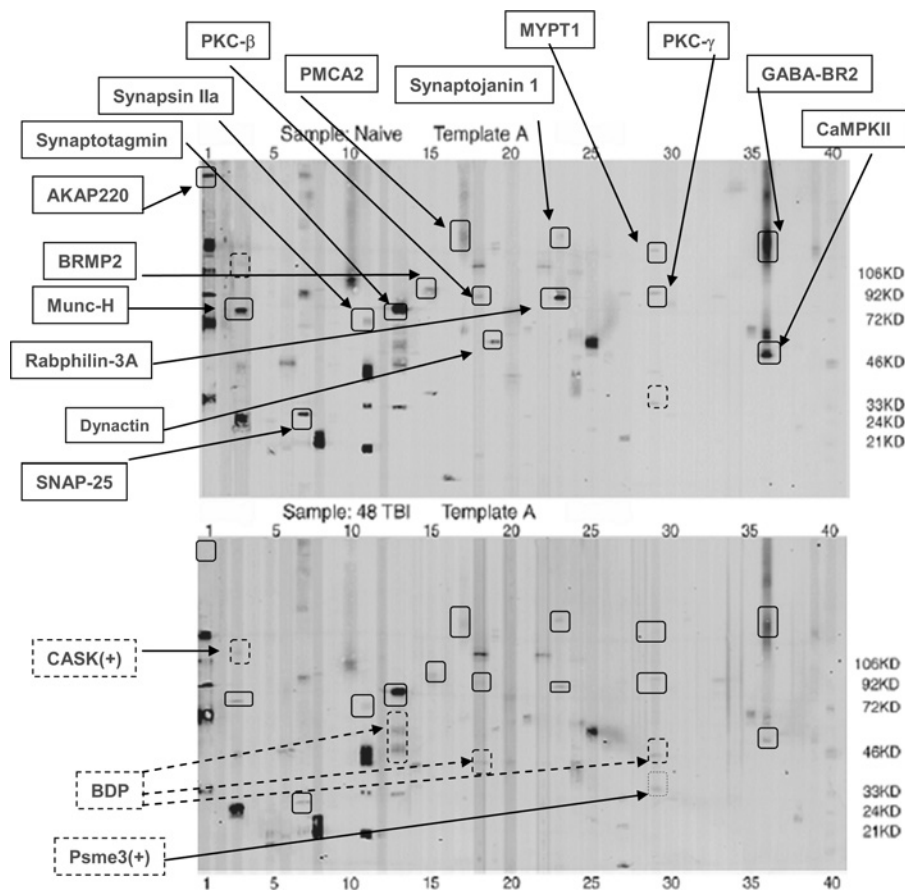 PKC-β
MYPT1
PKC-γ
PMCA2
Synaptojanin 1
GABA-BR2
Synapsin IIa
CaMPKII
Synaptotagmin
AKAP220
BRMP2
Munc-H
Rabphilin-3A
Dynactin
SNAP-25
Sample: Naive Template A
1 5 10 15 20 25 30 35 40
106KD
92KD
72KD
46KD
33KD
24KD
21KD
Sample: 48 TBI Template A
1 5 10 15 20 25 30 35 40
CASK(+)
BDP
Psme3(+)
106KD
92KD
72KD
46KD
33KD
24KD
21KD
1 5 10 15 20 25 30 35 40